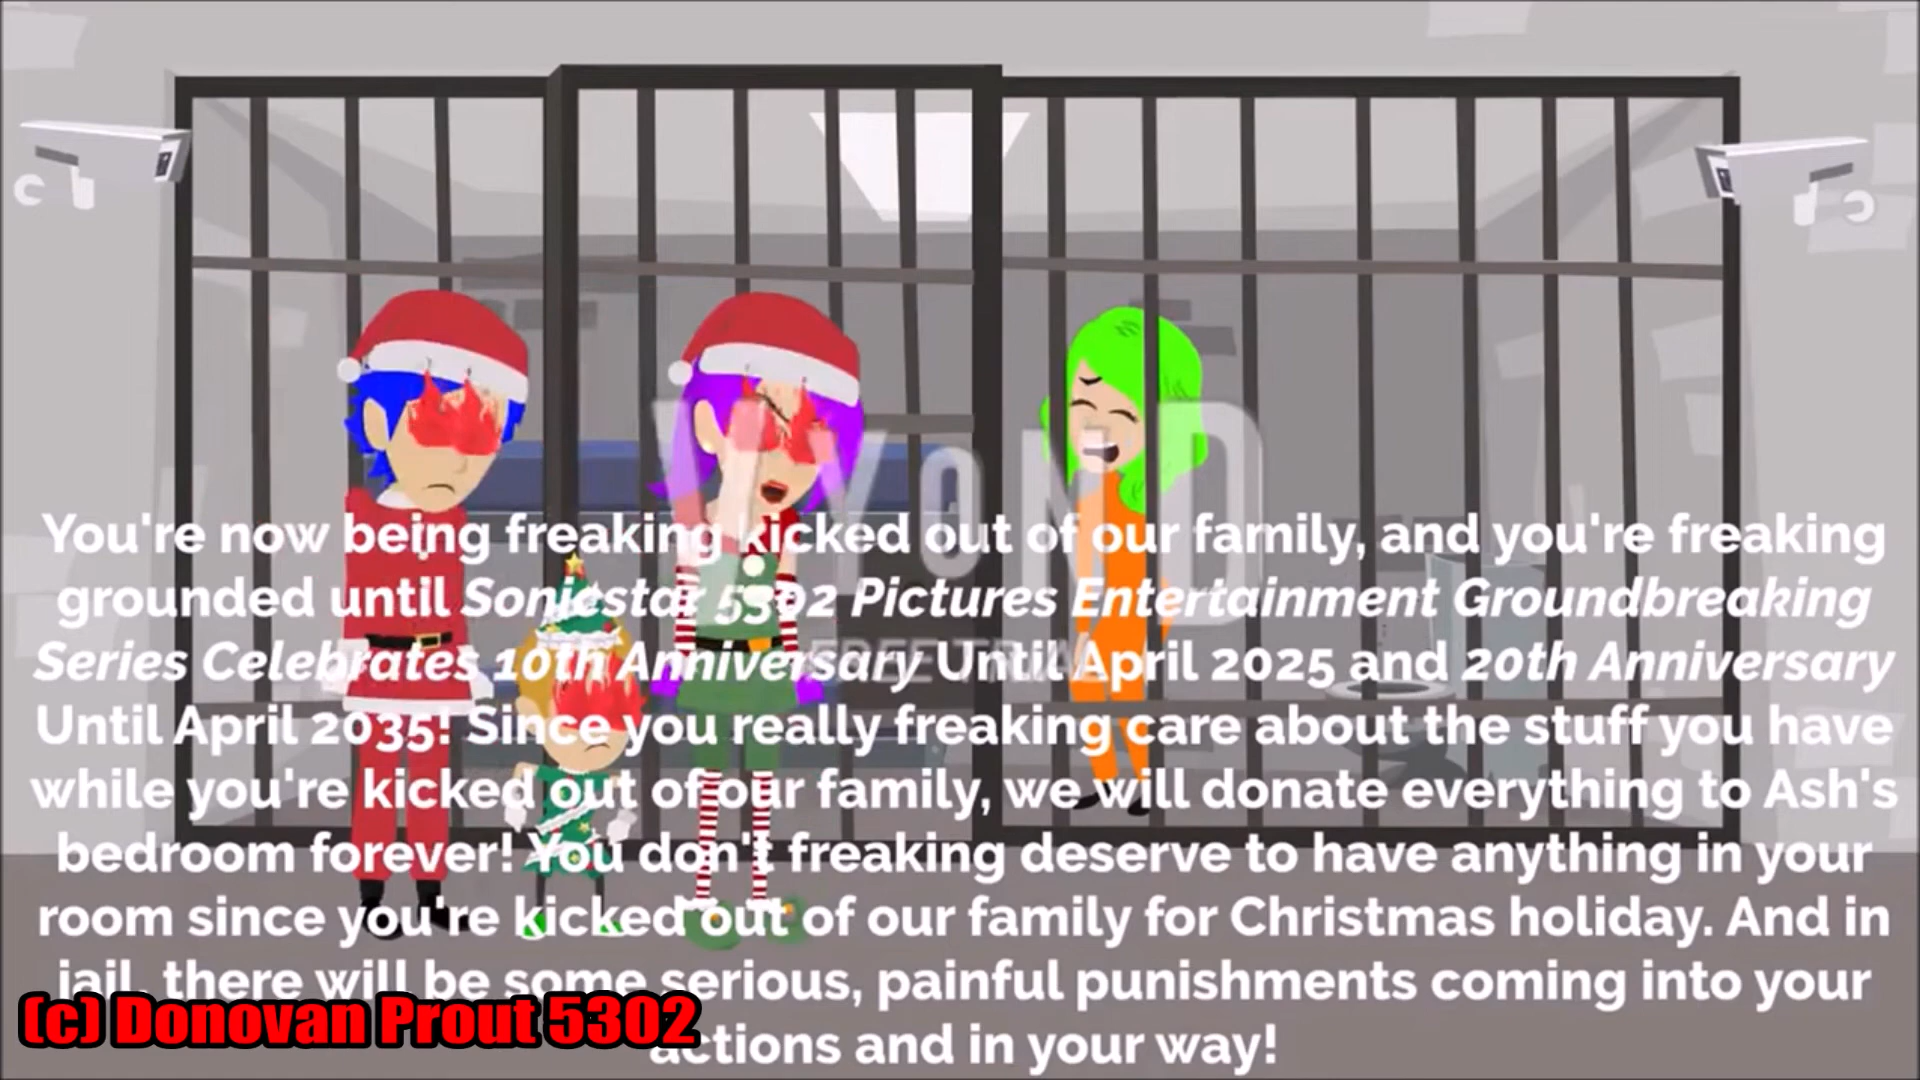 VYOND
FREE TRIAL
You're now being freaking kicked out of our family, and you're freaking
grounded until Sonicstar 5302 Pictures Entertainment Groundbreaking
Series Celebrates 10th Anniversary Until April 2025 and 20th Anniversary
Until April 2035! Since you really freaking care about the stuff you have
while you're kicked out of our family, we will donate everything to Ash's
bedroom forever! You don't freaking deserve to have anything in your
room since you're kicked out of our family for Christmas holiday. And in
jail, there will be some serious, painful punishments coming into your
actions and in your way!
(c) Donovan Prout 5302